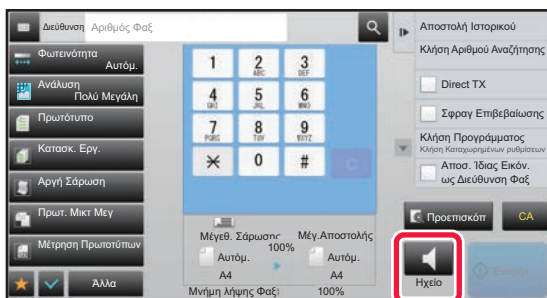 Διεύθυνση Αριθμός Φαξ
Φωτεινότητα
Αυτόμ.
Ανάλυση
Πολύ Μεγάλη
Πρωτότυπο
Κατασκ. Εργ.
Αργή Σάρωση
Πρωτ. Μικτ Μεγ
Μέτρηση Πρωτοτύπων
Άλλα
1 2 3
ABC DEF
4 5 6
GHI JKL MNO
7 8 9
PQRS TUV WXYZ
0 #
C
Μέγεθ. Σάρωσης
100%
Μέγ.Αποστολής
Αυτόμ. Αυτόμ.
A4 A4
Μνήμη λήψης Φαξ: 100%
Αποστολή Ιστορικού
Κλήση Αριθμού Αναζήτησης
Direct TX
Σφραγ Επιβεβαίωσης
Κλήση Προγράμματος
Κλήση Καταχωρημένων ρυθμίσεων
Αποσ. Ίδιας Εικόν.
ως Διεύθυνση Φαξ
Προεπισκόπ
CA
Ηχείο
Έναρξη